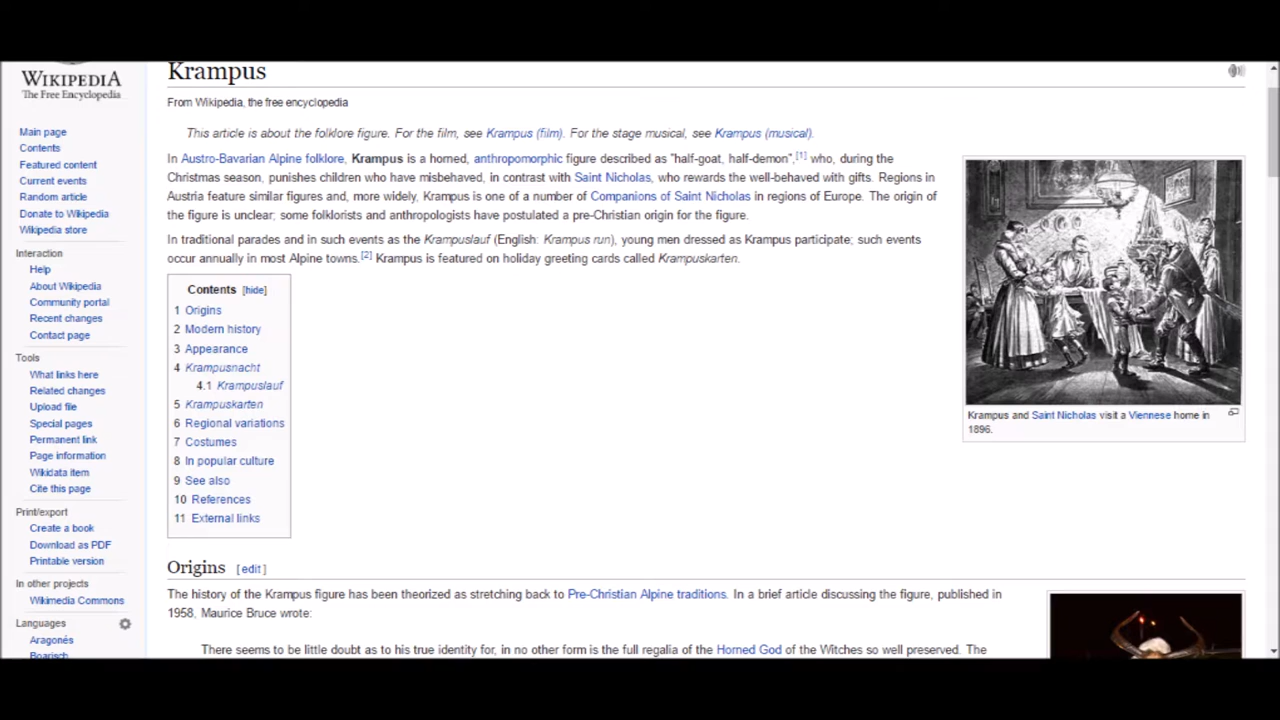 WIKIPEDIA
The Free Encyclopedia
Main page
Contents
Featured content
Current events
Random article
Donate to Wikipedia
Wikipedia store
Interaction
Help
About Wikipedia
Community portal
Recent changes
Contact page
Tools
What links here
Related changes
Upload file
Special pages
Permanent link
Page information
Wikidata item
Cite this page
Print/export
Create a book
Download as PDF
Printable version
In other projects
Wikimedia Commons
Languages
Aragonés
Boarisch
Krampus
From Wikipedia, the free encyclopedia
This article is about the folklore figure. For the film, see Krampus (film). For the stage musical, see Krampus (musical).
In Austro-Bavarian Alpine folklore, Krampus is a horned, anthropomorphic figure described as "half-goat, half-demon",[1] who, during the
Christmas season, punishes children who have misbehaved, in contrast with Saint Nicholas, who rewards the well-behaved with gifts. Regions in
Austria feature similar figures and, more widely, Krampus is one of a number of Companions of Saint Nicholas in regions of Europe. The origin of
the figure is unclear; some folklorists and anthropologists have postulated a pre-Christian origin for the figure.
In traditional parades and in such events as the Krampuslauf (English: Krampus run), young men dressed as Krampus participate; such events
occur annually in most Alpine towns.[2] Krampus is featured on holiday greeting cards called Krampuskarten.
Contents [hide]
1 Origins
2 Modern history
3 Appearance
4 Krampusnacht
4.1 Krampuslauf
5 Krampuskarten
6 Regional variations
7 Costumes
8 In popular culture
9 See also
10 References
11 External links
Krampus and Saint Nicholas visit a Viennese home in
1896.
Origins [edit]
The history of the Krampus figure has been theorized as stretching back to Pre-Christian Alpine traditions. In a brief article discussing the figure, published in
1958, Maurice Bruce wrote:
There seems to be little doubt as to his true identity for, in no other form is the full regalia of the Horned God of the Witches so well preserved. The